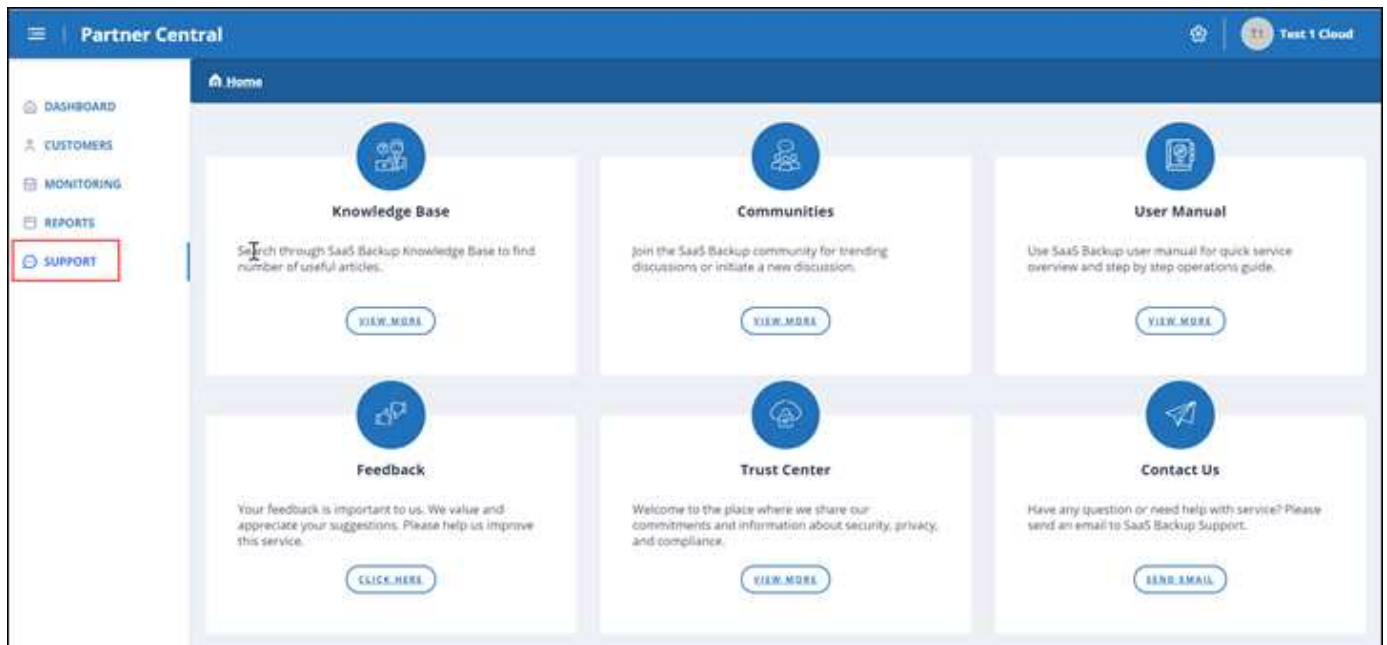 Partner Central
T1 Test 1 Cloud
Home
DASHBOARD
CUSTOMERS
MONITORING
REPORTS
SUPPORT
Knowledge Base
Search through SaaS Backup Knowledge Base to find
number of useful articles.
VIEW MORE
Communities
Join the SaaS Backup community for trending
discussions or initiate a new discussion.
VIEW MORE
User Manual
Use SaaS Backup user manual for quick service
overview and step by step operations guide.
VIEW MORE
Feedback
Your feedback is important to us. We value and
appreciate your suggestions. Please help us improve
this service.
CLICK HERE
Trust Center
Welcome to the place where we share our
commitments and information about security, privacy,
and compliance.
VIEW MORE
Contact Us
Have any question or need help with service? Please
send an email to SaaS Backup Support.
SEND EMAIL